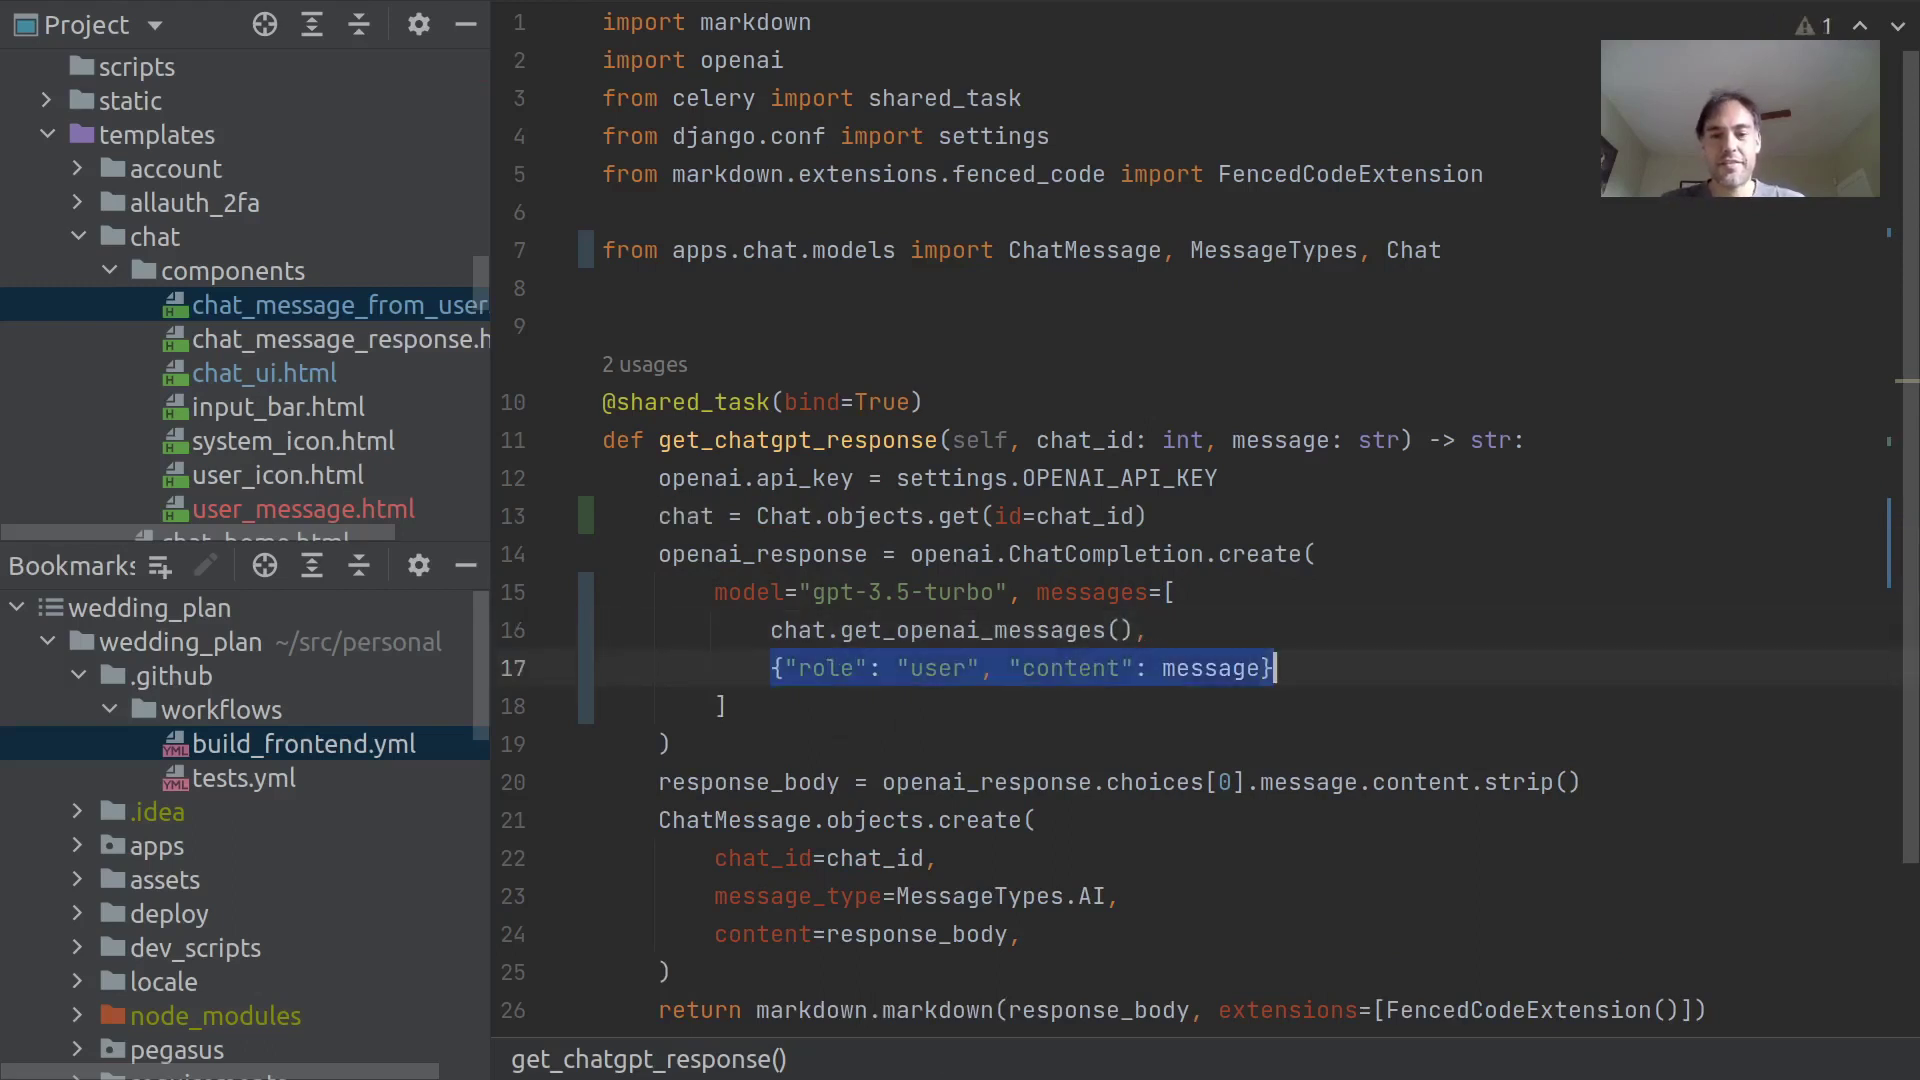 Project
scripts
static
templates
account
allauth_2fa
chat
components
chat_message_from_user
chat_message_response.h
chat_ui.html
input_bar.html
system_icon.html
user_icon.html
user_message.html
Bookmarks
wedding_plan
wedding_plan ~/src/personal
.github
workflows
build_frontend.yml
tests.yml
.idea
apps
assets
deploy
dev_scripts
locale
node_modules
pegasus
1
1 import markdown
2 import openai
3 from celery import shared_task
4 from django.conf import settings
5 from markdown.extensions.fenced_code import FencedCodeExtension
6
7 from apps.chat.models import ChatMessage, MessageTypes, Chat
8
9
2 usages
10 @shared_task(bind=True)
11 def get_chatgpt_response(self, chat_id: int, message: str) -> str:
12 openai.api_key = settings.OPENAI_API_KEY
13 chat = Chat.objects.get(id=chat_id)
14 openai_response = openai.ChatCompletion.create(
15 model="gpt-3.5-turbo", messages=[
16 chat.get_openai_messages(),
17 {"role": "user", "content": message}
18 ]
19 )
20 response_body = openai_response.choices[0].message.content.strip()
21 ChatMessage.objects.create(
22 chat_id=chat_id,
23 message_type=MessageTypes.AI,
24 content=response_body,
25 )
26 return markdown.markdown(response_body, extensions=[FencedCodeExtension()])
get_chatgpt_response()